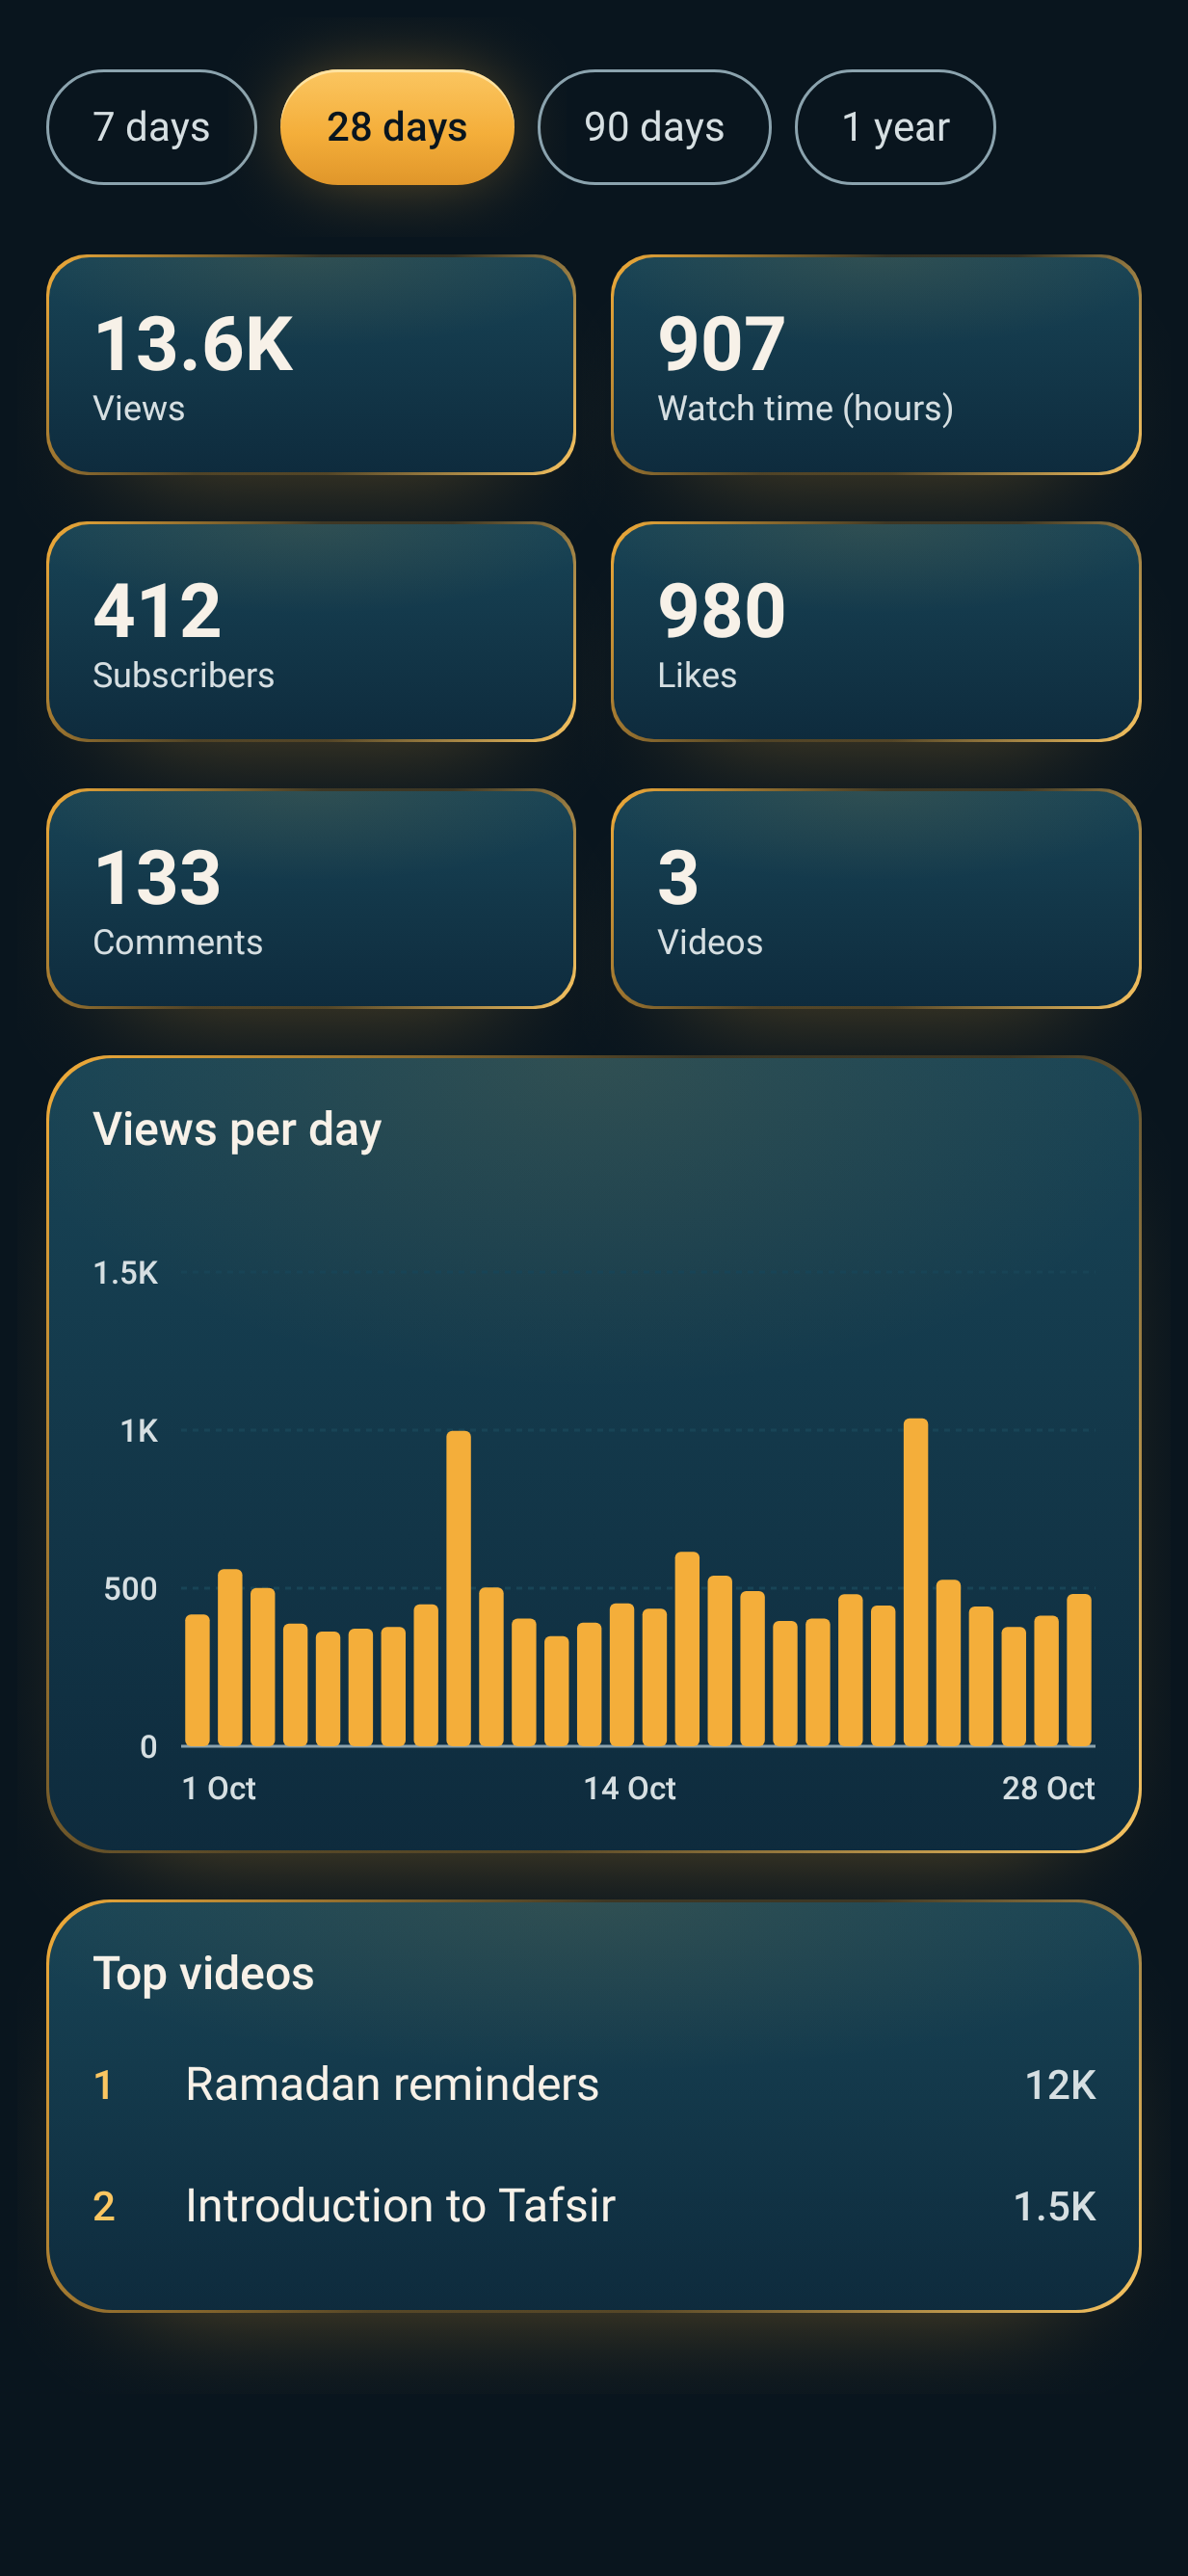 7 days 28 days 90 days 1 year
13.6K 907
Views Watch time (hours)
412 980
Subscribers Likes
133 3
Comments Videos
Views per day
1.5K
1K
500
0
1 Oct 14 Oct 28 Oct
Top videos
1 Ramadan reminders 12K
2 Introduction to Tafsir 1.5K